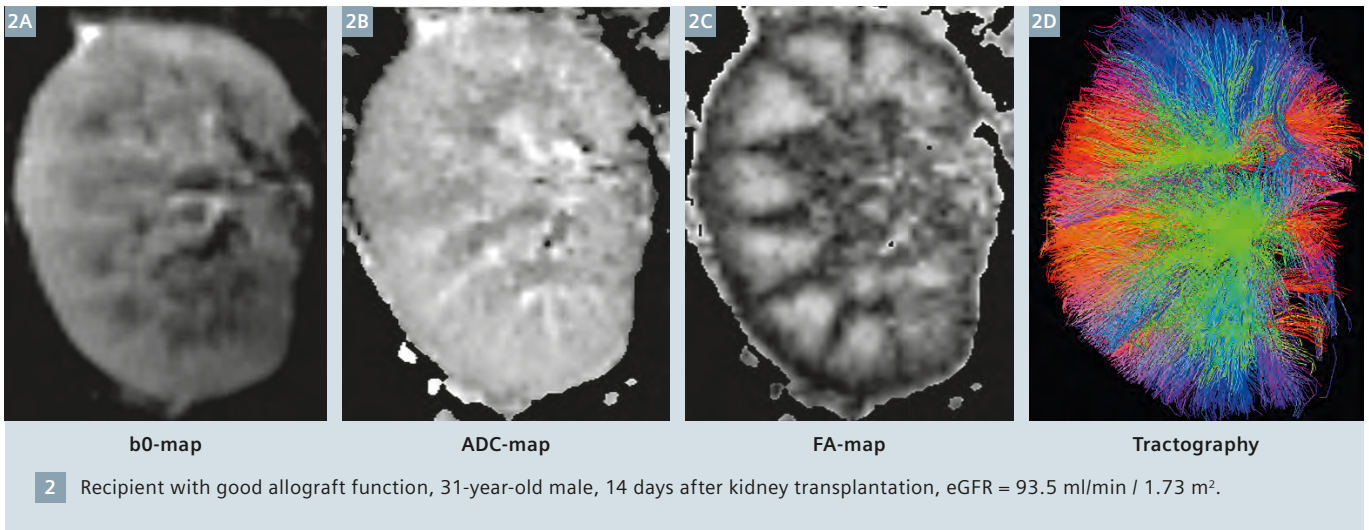 2A 2B 2C 2D
b0-map ADC-map FA-map Tractography
2 Recipient with good allograft function, 31-year-old male, 14 days after kidney transplantation, eGFR = 93.5 ml/min / 1.73 m².